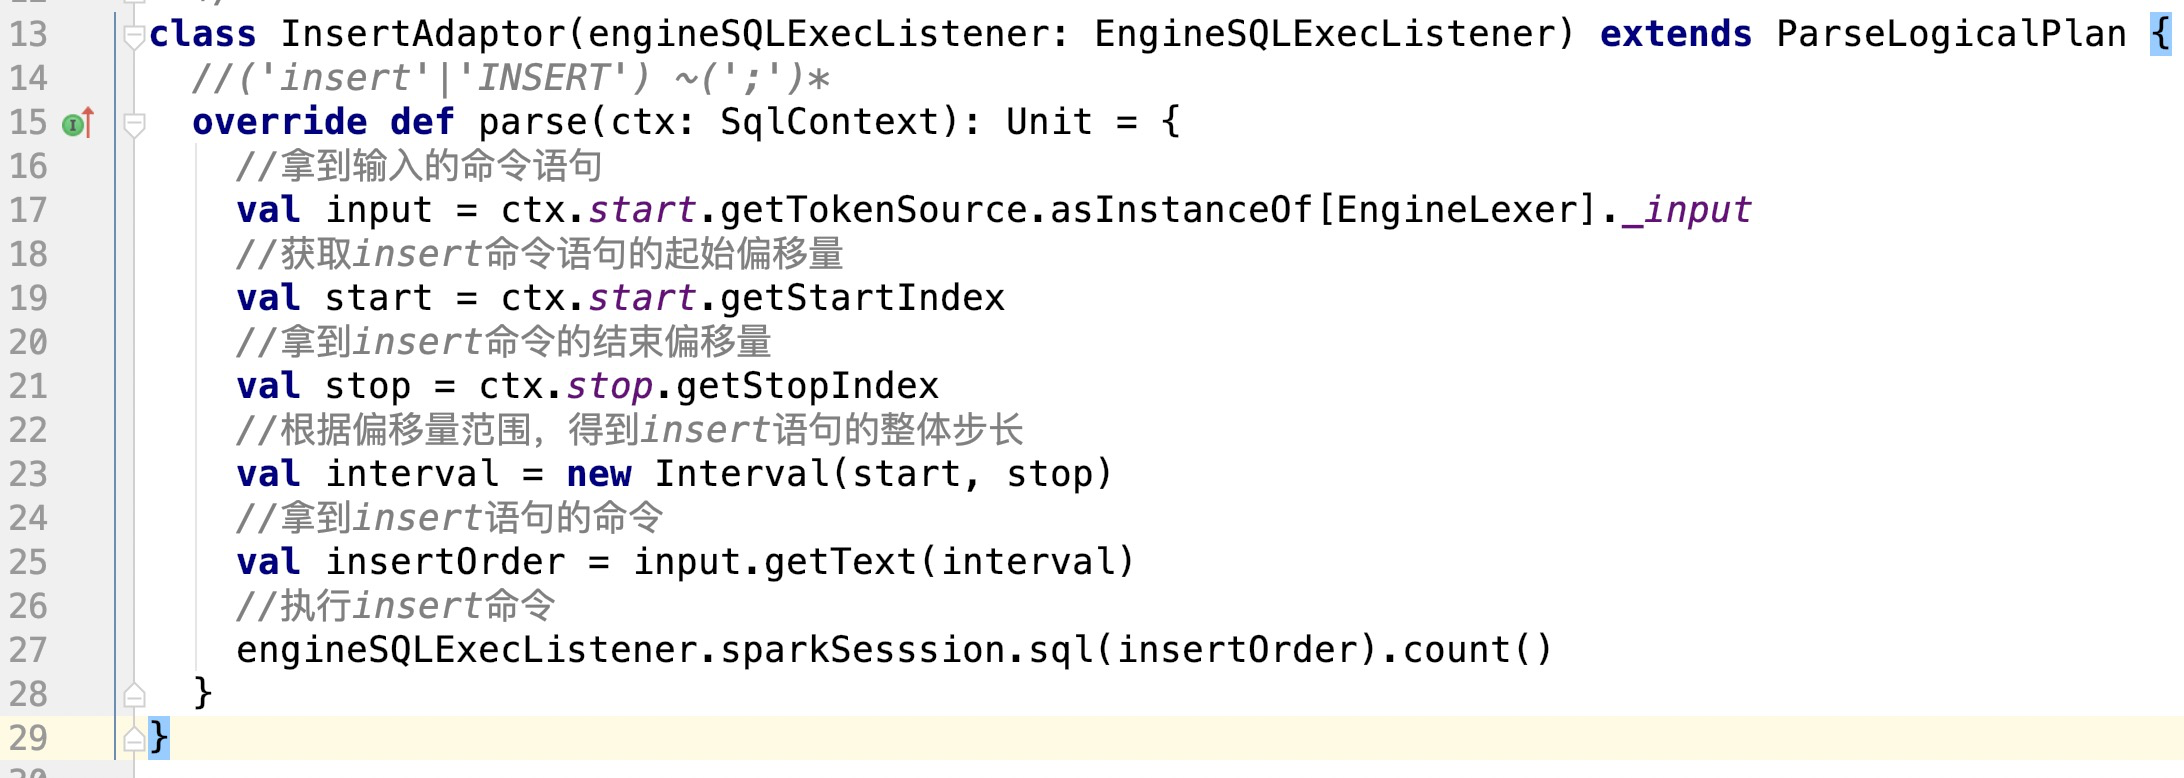 13 class InsertAdaptor(engineSQLExecListener: EngineSQLExecListener) extends ParseLogicalPlan {
14 //('insert'|'INSERT') ~(';')*
15 override def parse(ctx: SqlContext): Unit = {
16 //拿到输入的命令语句
17 val input = ctx.start.getTokenSource.asInstanceOf[EngineLexer]._input
18 //获取insert命令语句的起始偏移量
19 val start = ctx.start.getStartIndex
20 //拿到insert命令的结束偏移量
21 val stop = ctx.stop.getStopIndex
22 //根据偏移量范围，得到insert语句的整体步长
23 val interval = new Interval(start, stop)
24 //拿到insert语句的命令
25 val insertOrder = input.getText(interval)
26 //执行insert命令
27 engineSQLExecListener.sparkSesssion.sql(insertOrder).count()
28 }
29 }